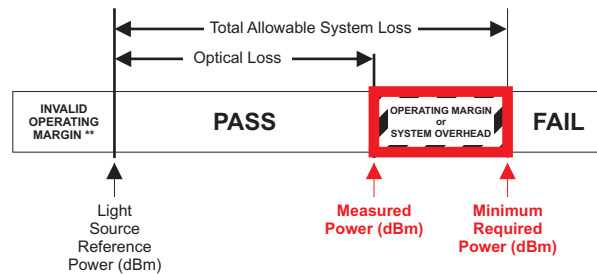 Total Allowable System Loss
Optical Loss
INVALID
OPERATING
MARGIN **
PASS
OPERATING MARGIN
or
SYSTEM OVERHEAD
FAIL
Light
Source
Reference
Power (dBm)
Measured
Power (dBm)
Minimum
Required
Power (dBm)